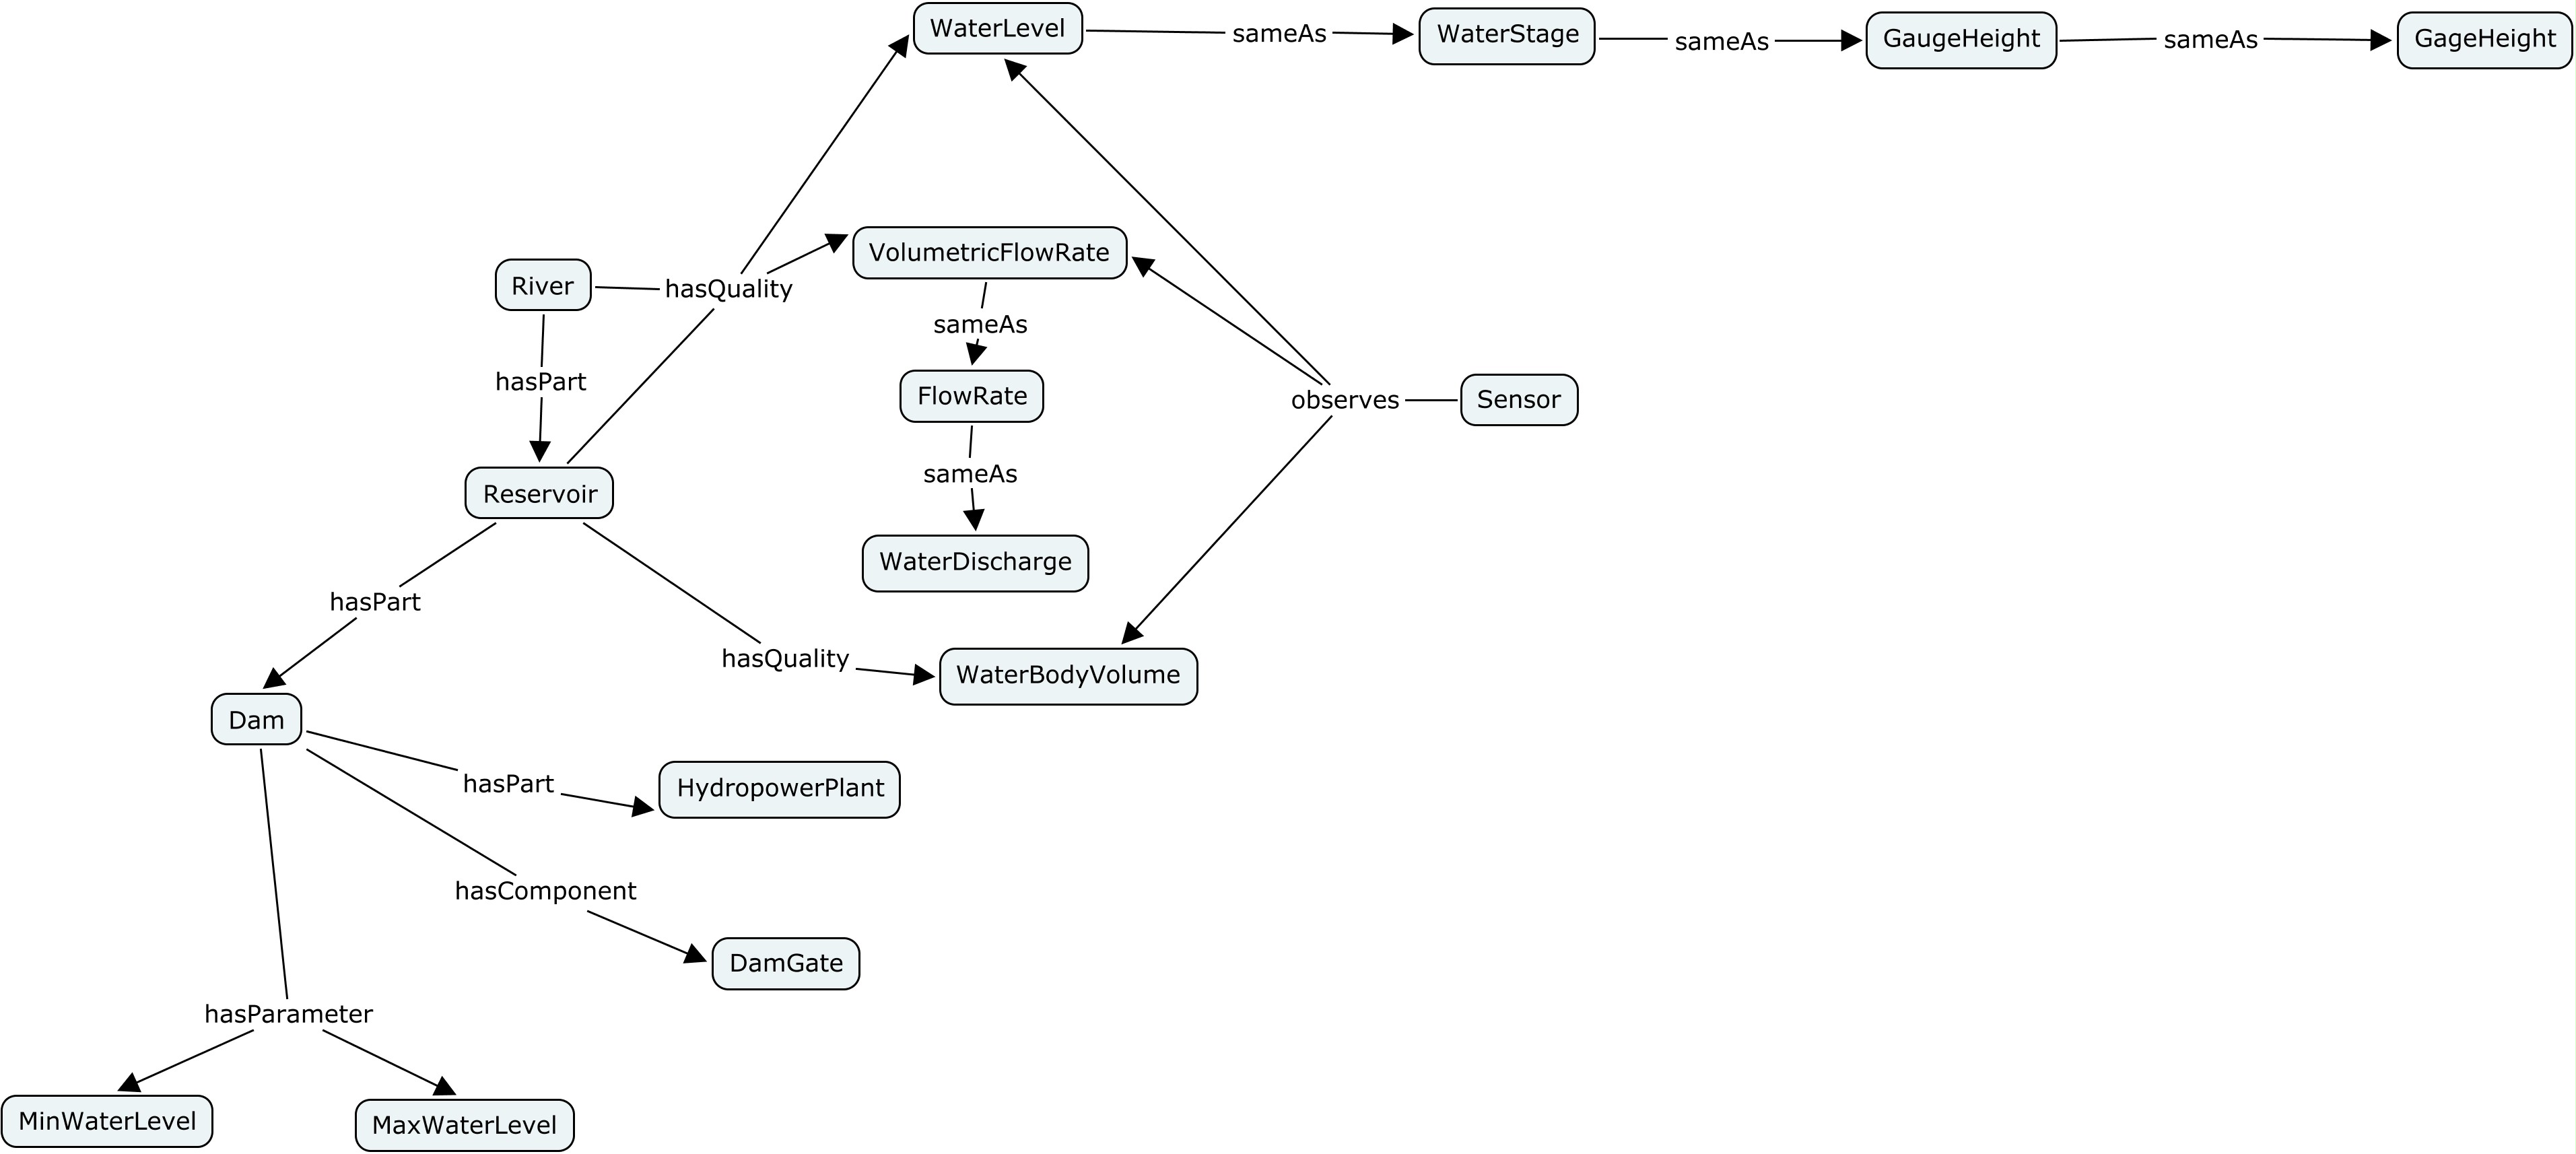 WaterLevel
sameAs
WaterStage
sameAs
GaugeHeight
sameAs
GageHeight
River
hasQuality
VolumetricFlowRate
sameAs
hasPart
FlowRate
observes
Sensor
sameAs
Reservoir
WaterDischarge
hasPart
hasQuality
WaterBodyVolume
Dam
hasPart
HydropowerPlant
hasComponent
DamGate
hasParameter
MinWaterLevel
MaxWaterLevel